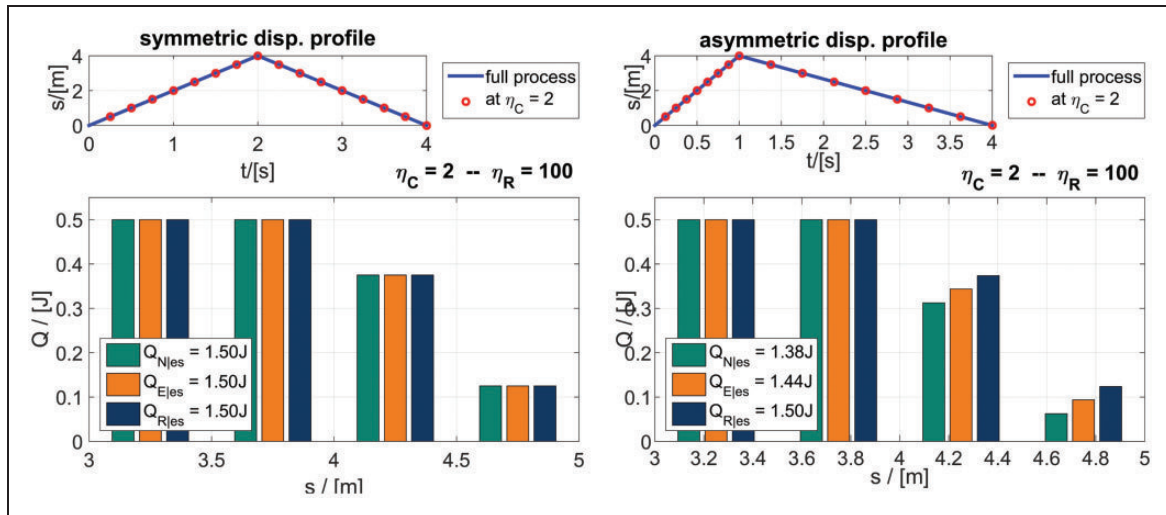 symmetric disp. profile
4
2
0
s/[m]
0 1 2 3 4
t/[s]
full process
at η_C = 2
η_C = 2 -- η_R = 100
0.5
0.4
0.3
0.2
0.1
0
Q / [J]
Q_N|es = 1.50J
Q_E|es = 1.50J
Q_R|es = 1.50J
3 3.5 4 4.5 5
s / [m]
asymmetric disp. profile
4
2
0
s/[m]
0 0.5 1 1.5 2 2.5 3 3.5 4
t/[s]
full process
at η_C = 2
η_C = 2 -- η_R = 100
0.5
0.4
0.3
0.2
0.1
0
Q / [J]
Q_N|es = 1.38J
Q_E|es = 1.44J
Q_R|es = 1.50J
3 3.2 3.4 3.6 3.8 4 4.2 4.4 4.6 4.8 5
s / [m]